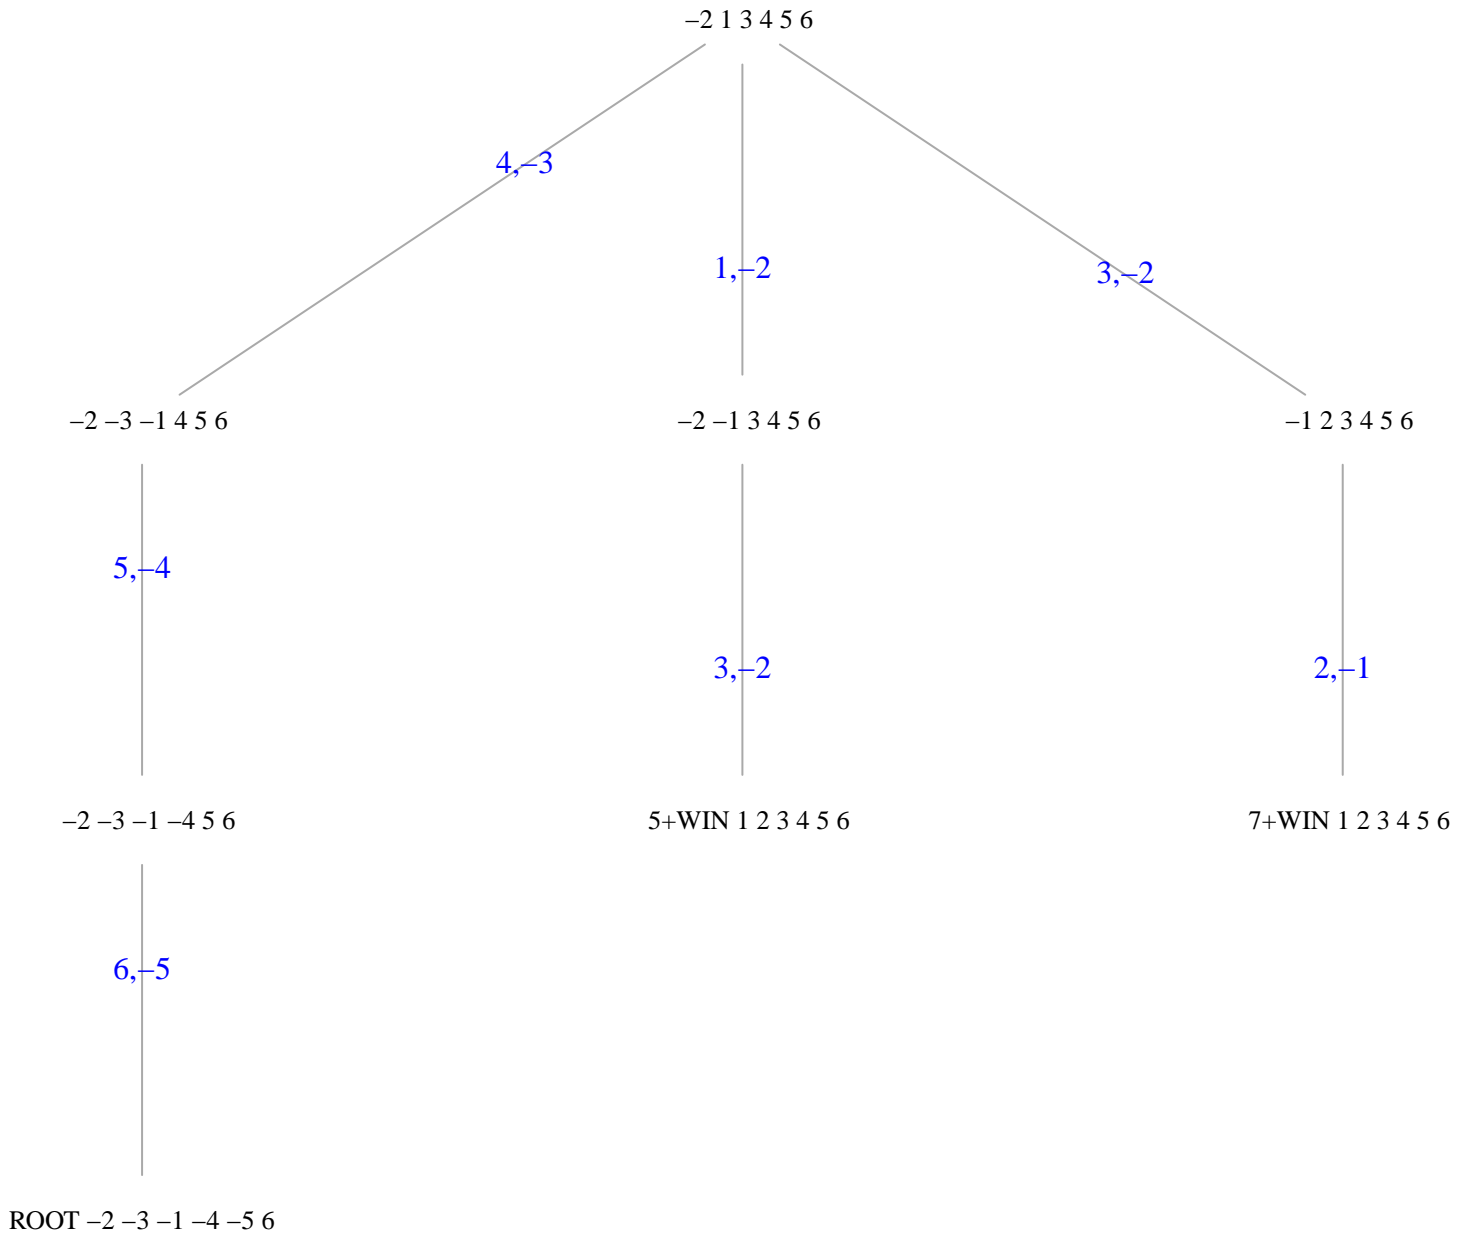 –2 1 3 4 5 6
4,–3
1,–2
3,–2
–2 –3 –1 4 5 6
–2 –1 3 4 5 6
–1 2 3 4 5 6
5,–4
3,–2
2,–1
–2 –3 –1 –4 5 6
5+WIN 1 2 3 4 5 6
7+WIN 1 2 3 4 5 6
6,–5
ROOT –2 –3 –1 –4 –5 6